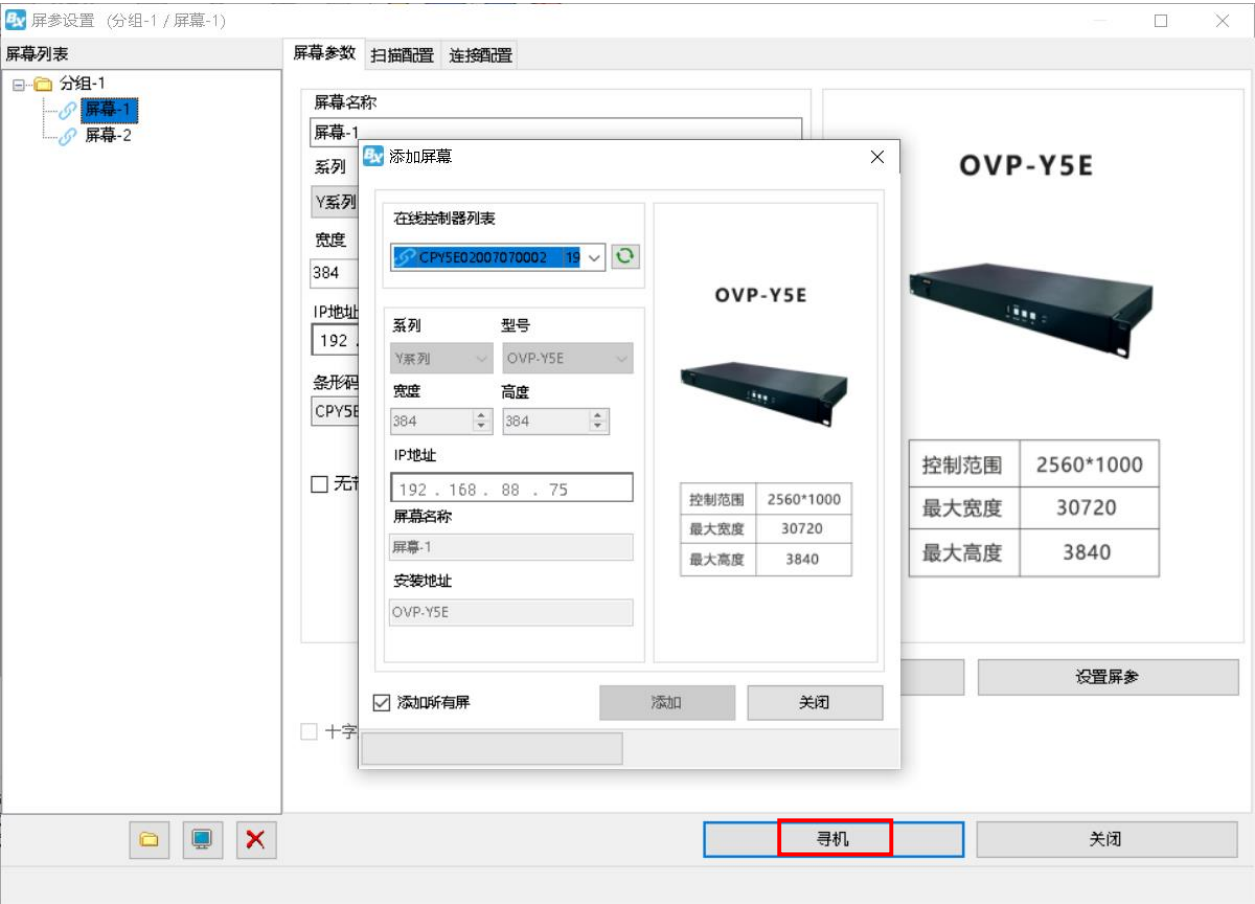 屏参设置 (分组-1 / 屏幕-1)
屏幕列表
分组-1
屏幕-1
屏幕-2
屏幕参数 扫描配置 连接配置
屏幕名称
屏幕-1
系列
Y系列
宽度
384
IP地址
192 .
条形码
CPY5E
十字
OVP-Y5E
控制范围 2560*1000
最大宽度 30720
最大高度 3840
设置屏参
添加屏幕
在线控制器列表
CPY5E02007070002 19
系列 型号
Y系列 OVP-Y5E
宽度 高度
384 384
IP地址
192 . 168 . 88 . 75
屏幕名称
屏幕-1
安装地址
OVP-Y5E
OVP-Y5E
控制范围 2560*1000
最大宽度 30720
最大高度 3840
添加所有屏 添加 关闭
寻机 关闭